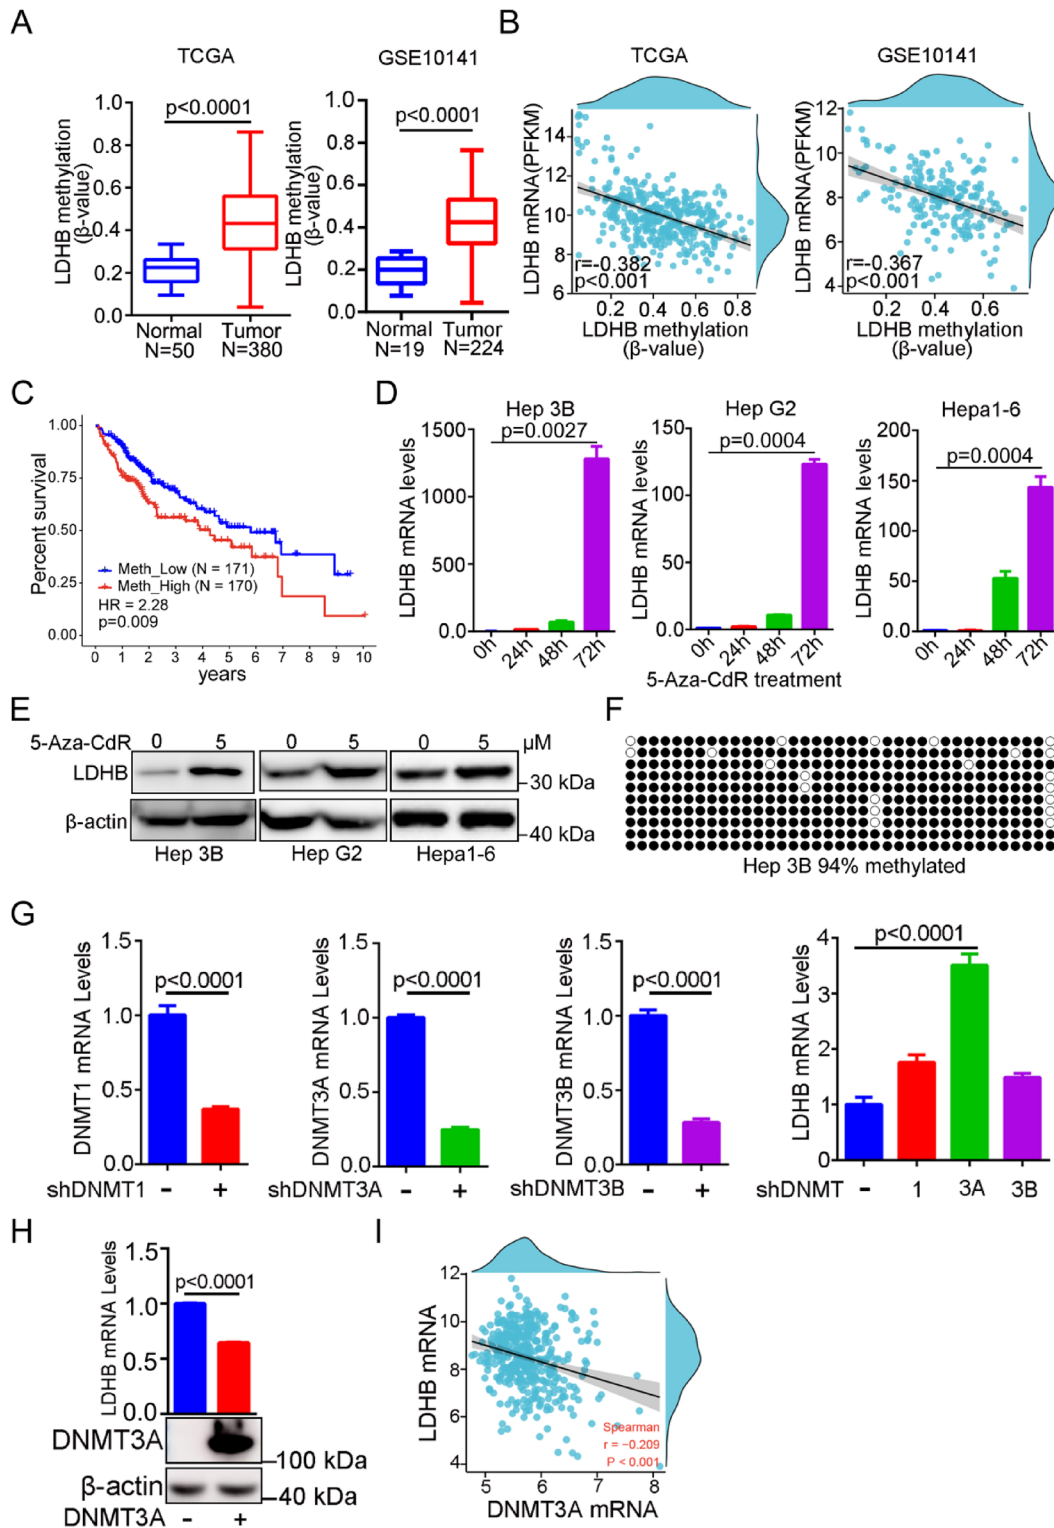 A
TCGA
GSE10141
p<0.0001
p<0.0001
LDHB methylation
(β-value)
1.0
0.8
0.6
0.4
0.2
0.0
LDHB methylation
(β-value)
1.0
0.8
0.6
0.4
0.2
0.0
Normal
N=50
Tumor
N=380
Normal
N=19
Tumor
N=224
B
TCGA
GSE10141
LDHB mRNA(PFKM)
14
12
10
8
6
r=-0.382
p<0.001
0.2 0.4 0.6 0.8
LDHB methylation
(β-value)
LDHB mRNA(PFKM)
12
10
8
6
4
r=-0.367
p<0.001
0.2 0.4 0.6
LDHB methylation
(β-value)
C
Percent survival
1.00
0.75
0.50
0.25
0.00
Meth_Low (N = 171)
Meth_High (N = 170)
HR = 2.28
p=0.009
0 1 2 3 4 5 6 7 8 9 10
years
D
Hep 3B
p=0.0027
LDHB mRNA levels
1500
1000
500
0
0h 24h 48h 72h
Hep G2
p=0.0004
LDHB mRNA levels
150
100
50
0
0h 24h 48h 72h
Hepa1-6
p=0.0004
LDHB mRNA levels
200
150
100
50
0
0h 24h 48h 72h
5-Aza-CdR treatment
E
5-Aza-CdR 0 5 0 5 0 5 μM
LDHB
30 kDa
β-actin
40 kDa
Hep 3B Hep G2 Hepa1-6
F
Hep 3B 94% methylated
G
DNMT1 mRNA Levels
1.5
1.0
0.5
0.0
p<0.0001
shDNMT1 - +
DNMT3A mRNA Levels
1.5
1.0
0.5
0.0
p<0.0001
shDNMT3A - +
DNMT3B mRNA Levels
1.5
1.0
0.5
0.0
p<0.0001
shDNMT3B - +
LDHB mRNA Levels
4
3
2
1
0
p<0.0001
shDNMT - 1 3A 3B
H
LDHB mRNA Levels
1.5
1.0
0.5
0.0
p<0.0001
DNMT3A
100 kDa
β-actin
40 kDa
DNMT3A - +
I
LDHB mRNA
12
10
8
6
4
Spearman
r = −0.209
P < 0.001
5 6 7 8
DNMT3A mRNA